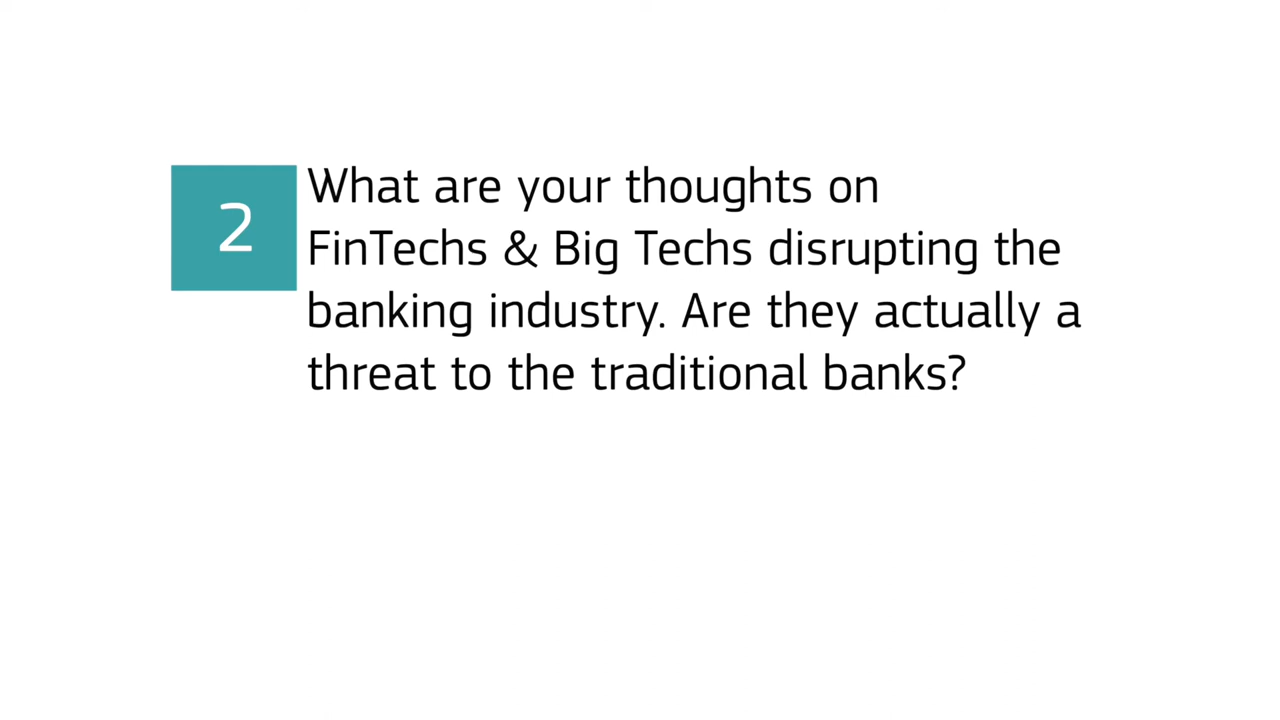 2
What are your thoughts on
FinTechs & Big Techs disrupting the
banking industry. Are they actually a
threat to the traditional banks?